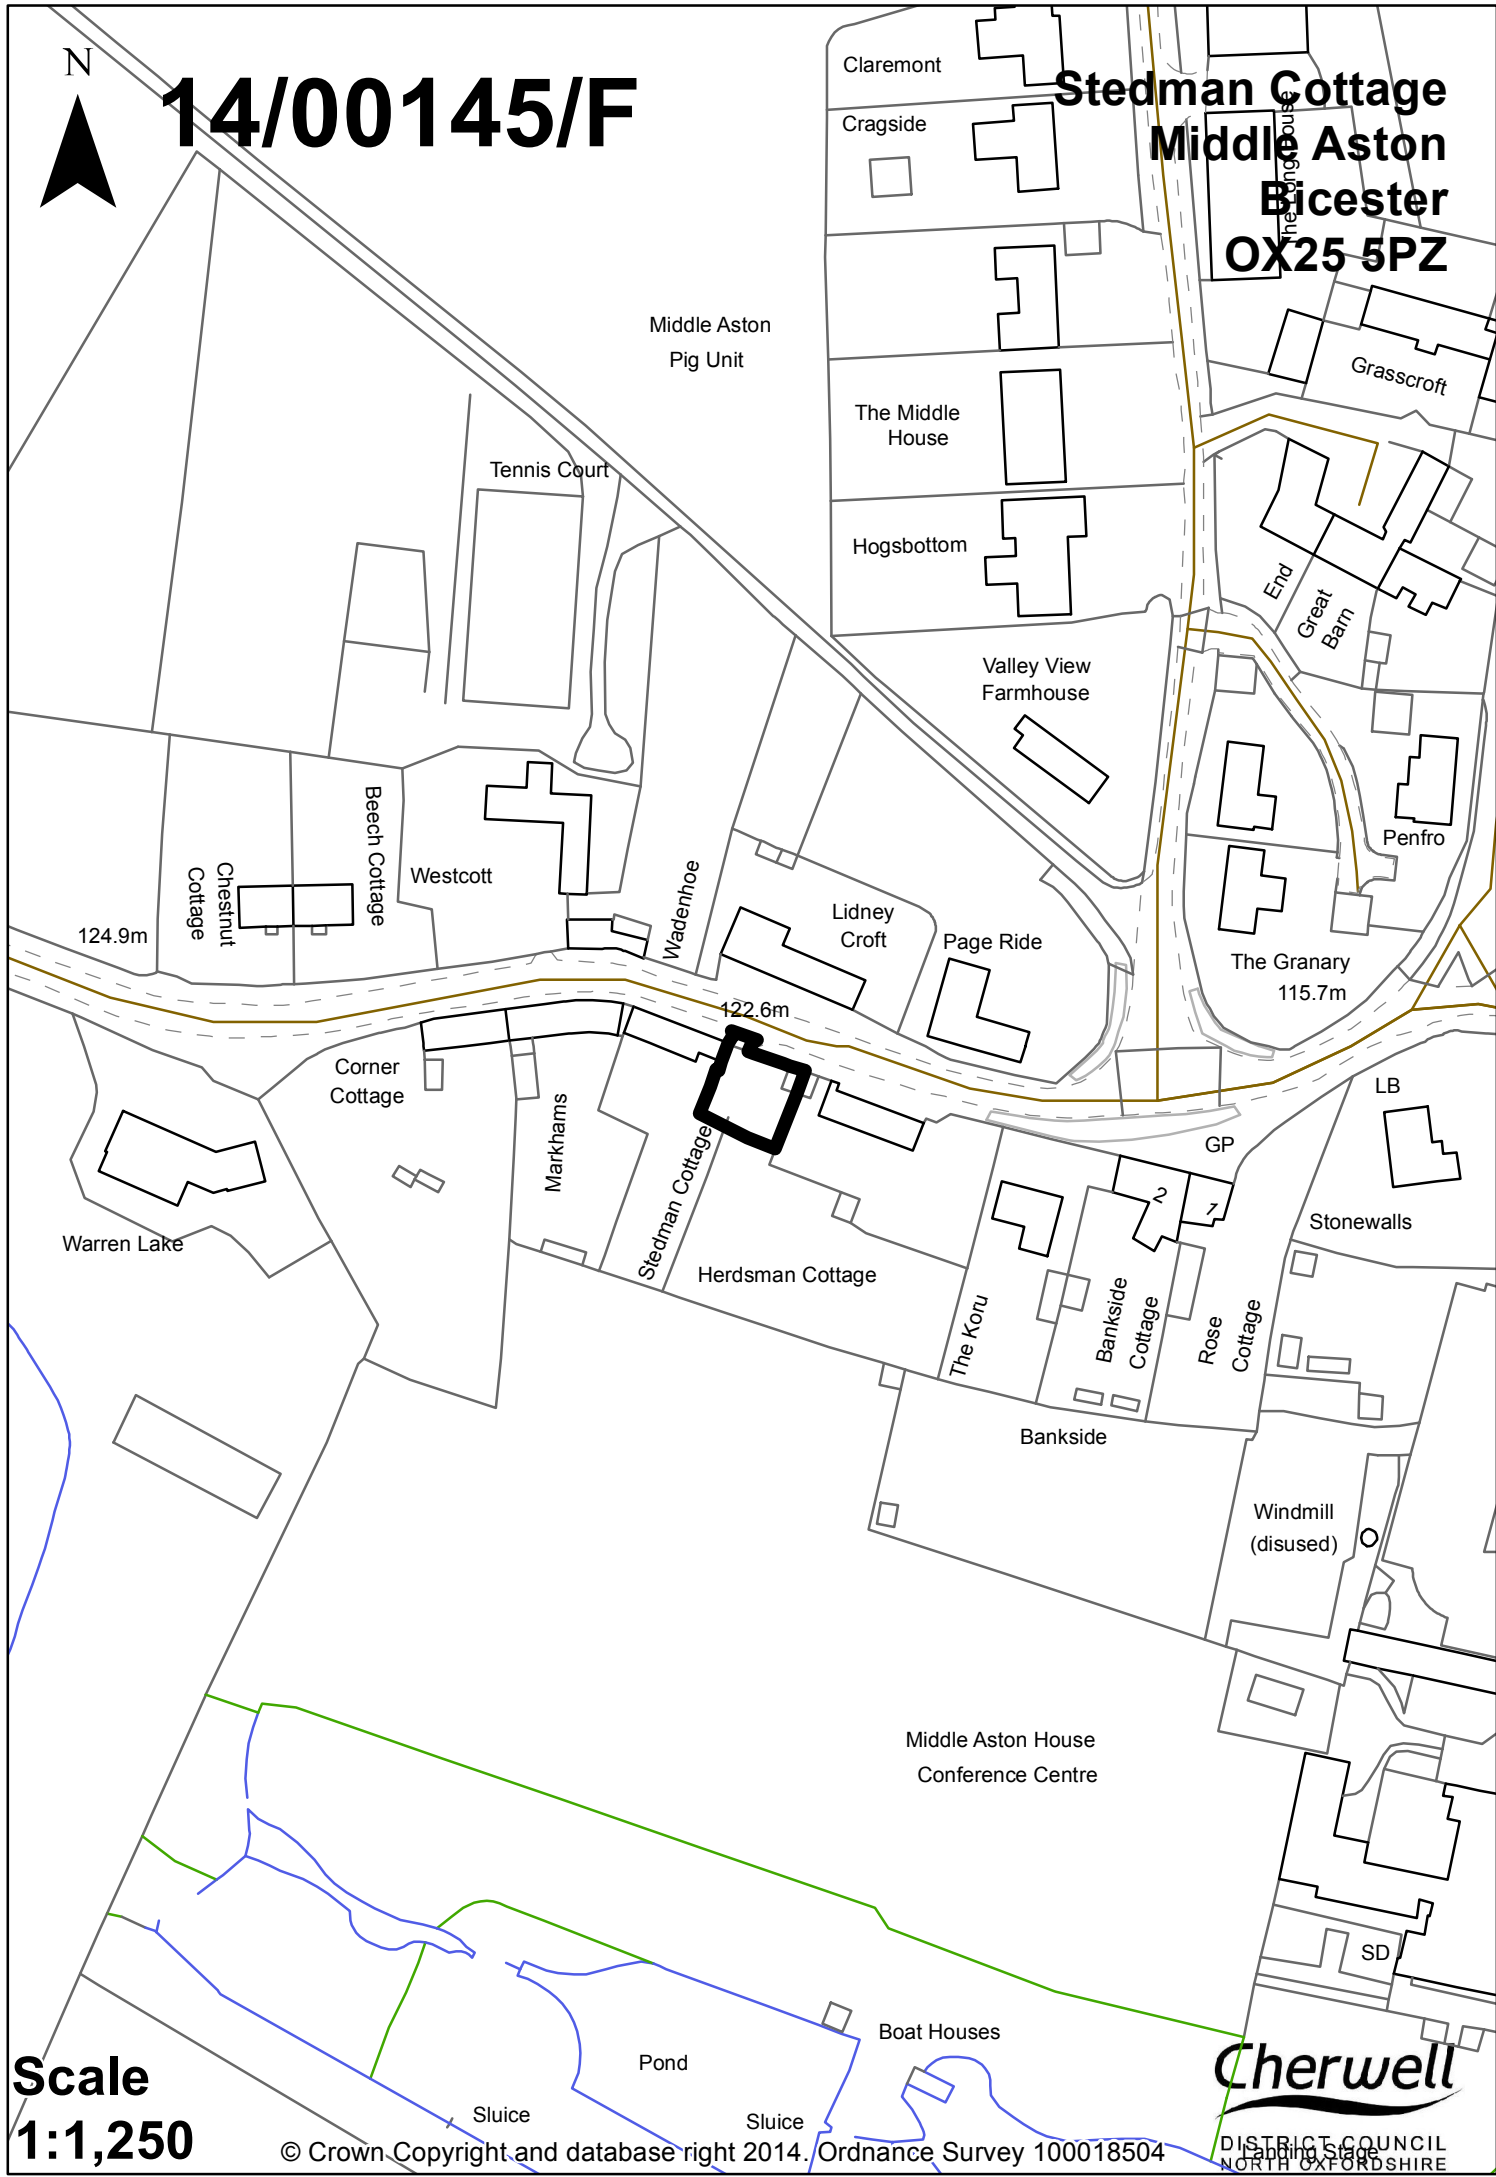 N
14/00145/F
Stedman Cottage
Middle Aston
Bicester
OX25 5PZ
The Long House
Claremont
Cragside
Middle Aston
Pig Unit
Grasscroft
The Middle
House
Tennis Court
Hogsbottom
End
Great
Barn
Valley View
Farmhouse
Penfro
Beech Cottage
Chestnut
Cottage
Westcott
Wadenhoe
Lidney
Croft
Page Ride
The Granary
115.7m
124.9m
122.6m
Corner
Cottage
Markhams
Stedman Cottage
LB
GP
2
1
Stonewalls
Warren Lake
Herdsman Cottage
The Koru
Bankside
Cottage
Rose
Cottage
Bankside
Windmill
(disused)
Middle Aston House
Conference Centre
SD
Boat Houses
Pond
Sluice
Sluice
Scale
1:1,250
© Crown Copyright and database right 2014. Ordnance Survey 100018504
Cherwell
DISTRICT COUNCIL
NORTH OXFORDSHIRE
Landing Stage